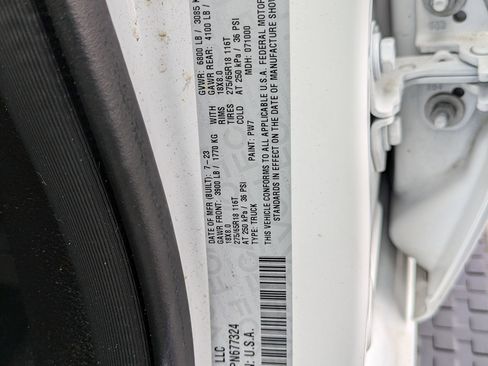 LLC
DATE OF MFR (BUILT): 7-23 GVWR: 6800 LB / 3085
GAWR FRONT: 3900 LB / 1770 KG WITH GAWR REAR: 4100 LB /
18X8.0 RIMS 18X8.0
275/65R18 116T TIRES 275/65R18 116T
AT 250 kPa / 36 PSI COLD AT 250 kPa / 36 PSI
TYPE: TRUCK PAINT: PW7 MDH: 071000
THIS VEHICLE CONFORMS TO ALL APPLICABLE U.S.A. FEDERAL MOTOR
STANDARDS IN EFFECT ON THE DATE OF MANUFACTURE SHOW
PN677324
U.S.A.